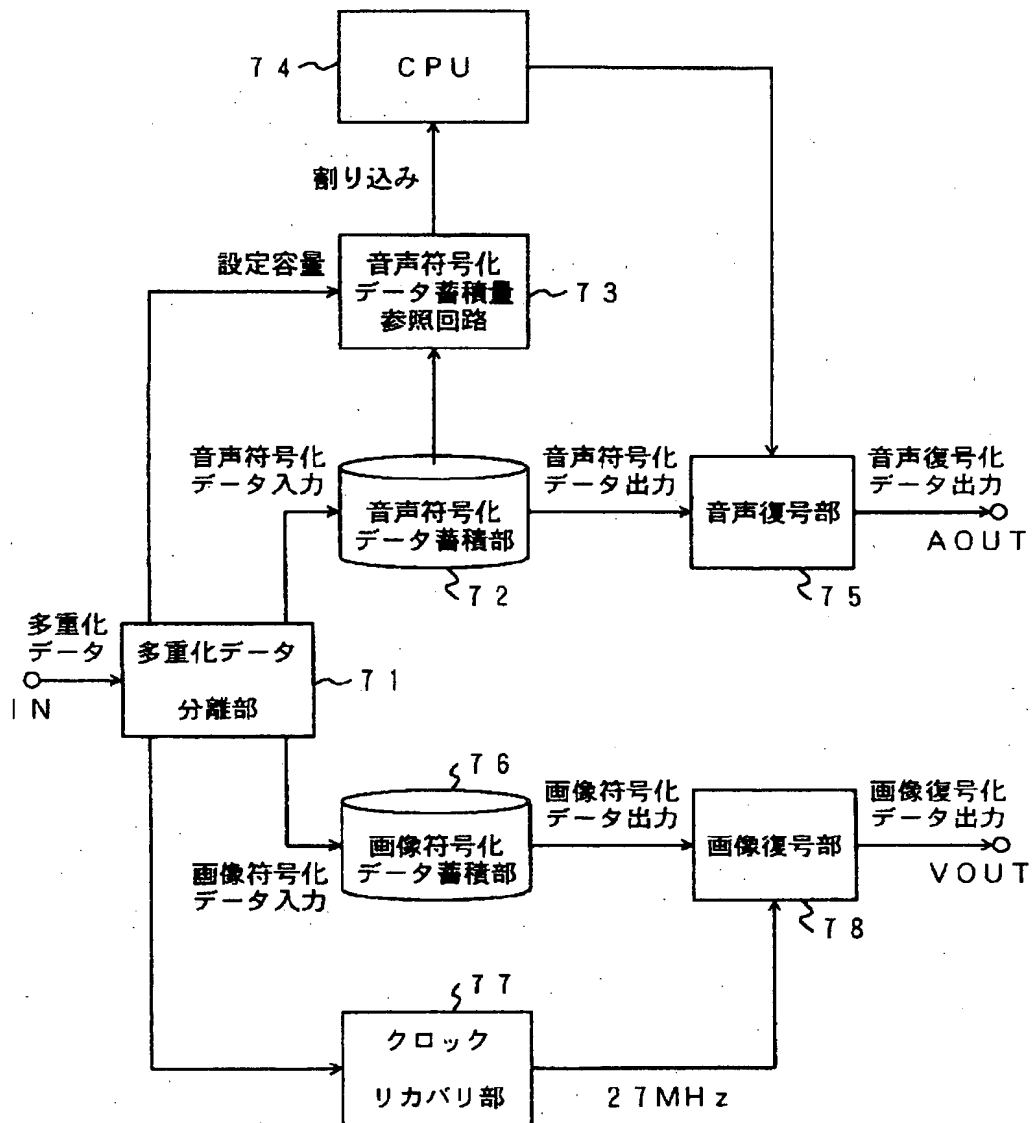 74
CPU
割り込み
設定容量
音声符号化
データ蓄積量
参照回路
73
音声符号化
データ入力
音声符号化
データ蓄積部
72
音声符号化
データ出力
音声復号部
75
音声復号化
データ出力
AOUT
多重化
データ
IN
多重化データ
分離部
71
76
画像符号化
データ入力
画像符号化
データ蓄積部
画像符号化
データ出力
画像復号部
78
画像復号化
データ出力
VOUT
77
クロック
リカバリ部
27MHz